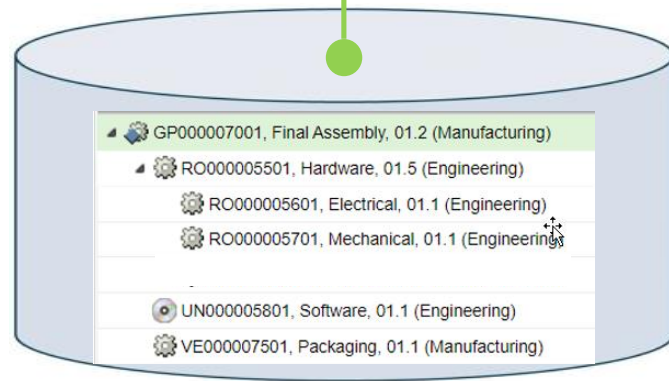 GP000007001, Final Assembly, 01.2 (Manufacturing)
RO000005501, Hardware, 01.5 (Engineering)
RO000005601, Electrical, 01.1 (Engineering)
RO000005701, Mechanical, 01.1 (Engineering)
UN000005801, Software, 01.1 (Engineering)
VE000007501, Packaging, 01.1 (Manufacturing)